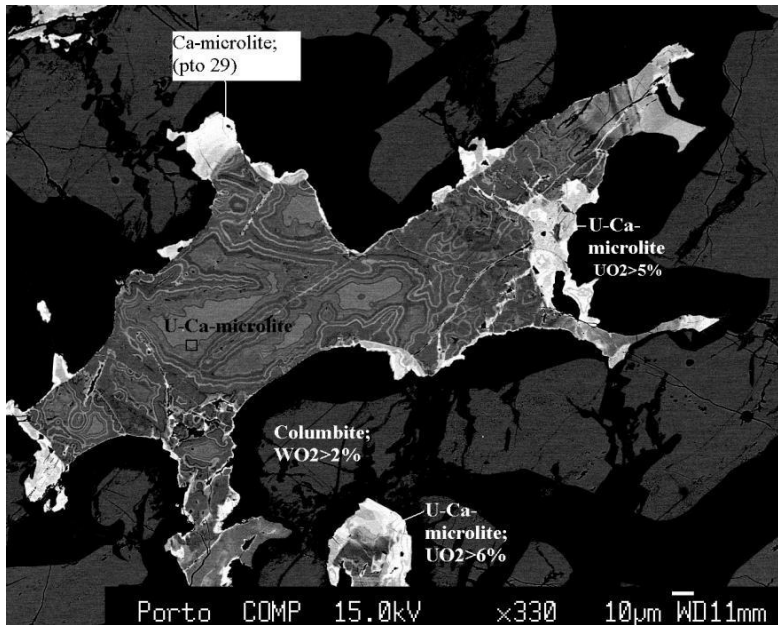 Ca-microlite;
(pto 29)
U-Ca-
microlite
UO2>5%
U-Ca-microlite
Columbite;
WO2>2%
U-Ca-
microlite;
UO2>6%
Porto COMP 15.0kV x330 10µm WD11mm